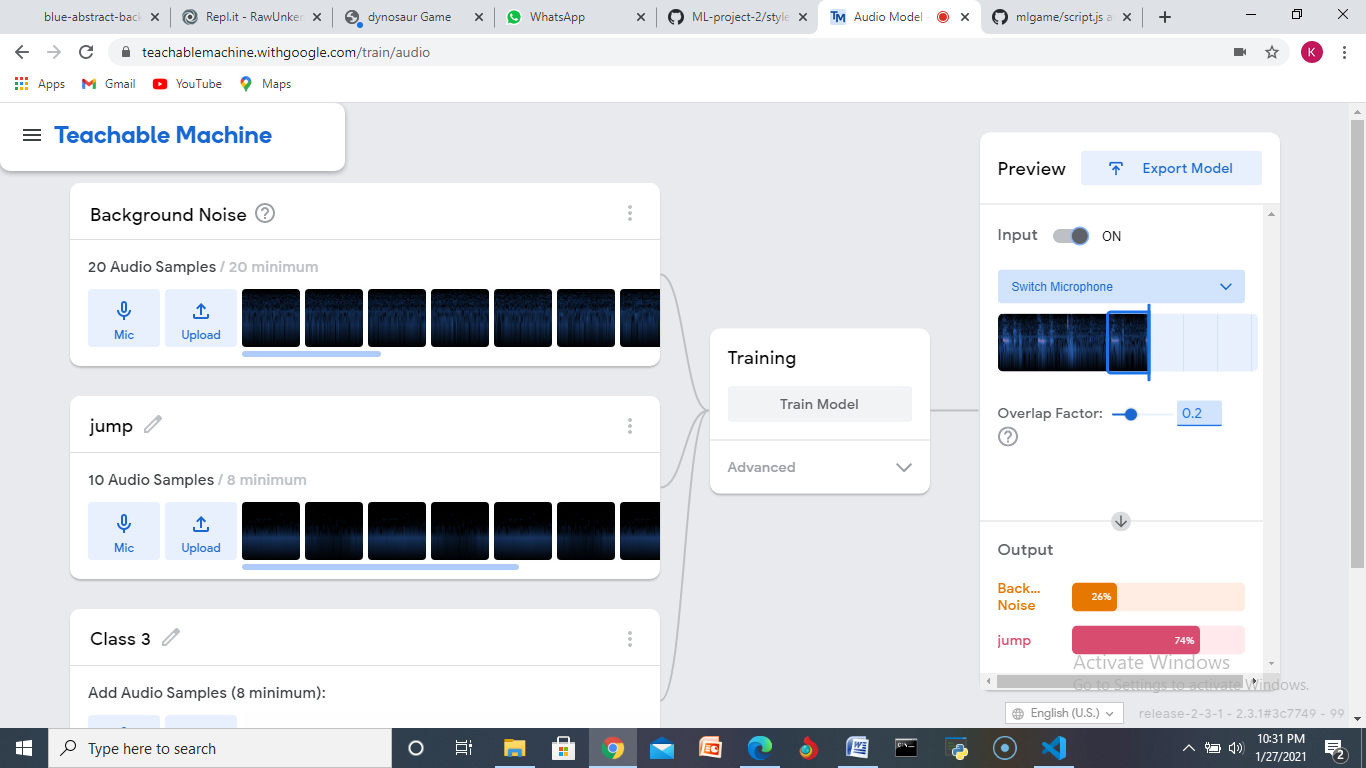 blue-abstract-back
Repl.it - RawUnker
dynosaur Game
WhatsApp
ML-project-2/style
Audio Model -
mlgame/script.js a
teachablemachine.withgoogle.com/train/audio
K
Apps
Gmail
YouTube
Maps
Teachable Machine
Background Noise
20 Audio Samples / 20 minimum
Mic
Upload
jump
10 Audio Samples / 8 minimum
Mic
Upload
Class 3
Add Audio Samples (8 minimum):
Training
Train Model
Advanced
Preview
Export Model
Input
ON
Switch Microphone
Overlap Factor:
0.2
Output
Back...
Noise
26%
jump
74%
Activate Windows
Go to Settings to activate Windows.
English (U.S.)
release-2-3-1 - 2.3.1#3c7749 - 99
Type here to search
10:31 PM
1/27/2021
2